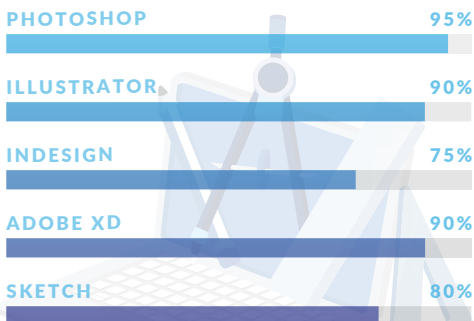 PHOTOSHOP 95%
ILLUSTRATOR 90%
INDESIGN 75%
ADOBE XD 90%
SKETCH 80%